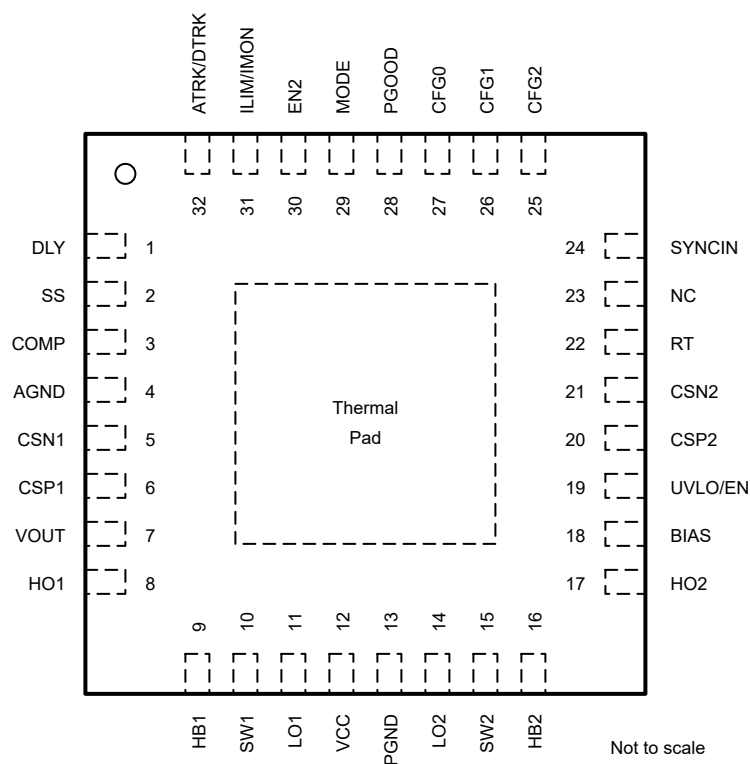 ATRK/DTRK
ILIM/IMON
EN2
MODE
PGOOD
CFG0
CFG1
CFG2
32
31
30
29
28
27
26
25
DLY 1
SS 2
COMP 3
AGND 4
CSN1 5
CSP1 6
VOUT 7
HO1 8
Thermal
Pad
24 SYNCIN
23 NC
22 RT
21 CSN2
20 CSP2
19 UVLO/EN
18 BIAS
17 HO2
9
10
11
12
13
14
15
16
HB1
SW1
LO1
VCC
PGND
LO2
SW2
HB2
Not to scale